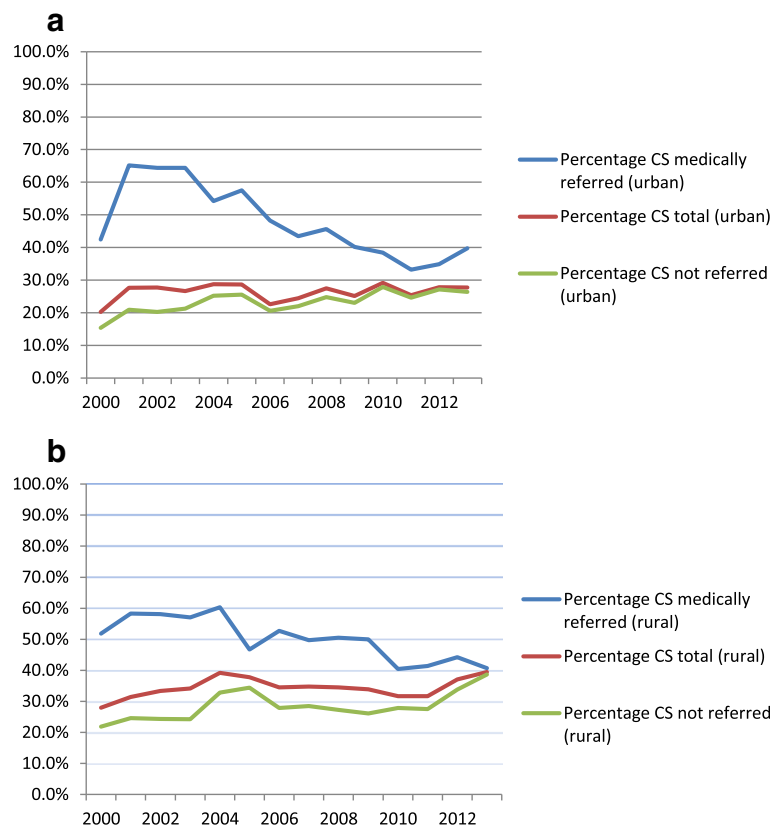 a
100.0%
90.0%
80.0%
70.0%
60.0%
50.0%
40.0%
30.0%
20.0%
10.0%
0.0%
2000 2002 2004 2006 2008 2010 2012
Percentage CS medically
referred (urban)
Percentage CS total (urban)
Percentage CS not referred
(urban)
b
100.0%
90.0%
80.0%
70.0%
60.0%
50.0%
40.0%
30.0%
20.0%
10.0%
0.0%
2000 2002 2004 2006 2008 2010 2012
Percentage CS medically
referred (rural)
Percentage CS total (rural)
Percentage CS not referred
(rural)